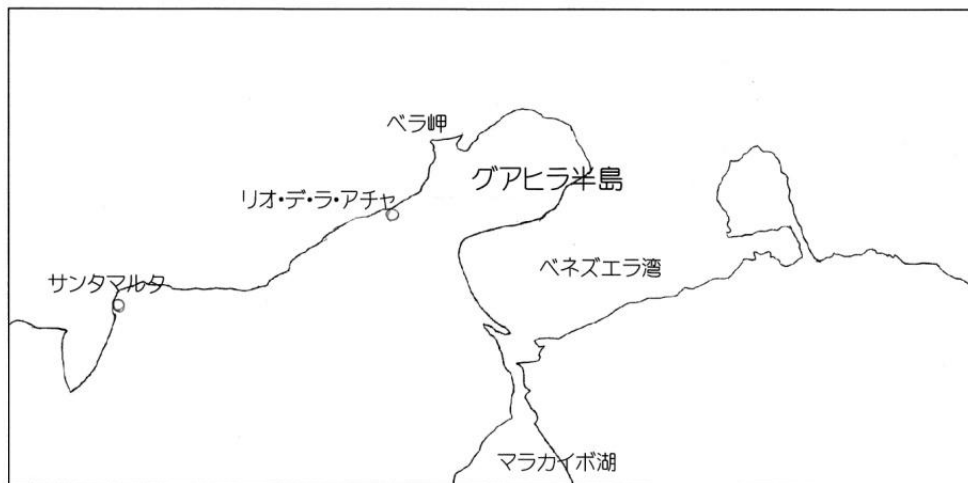 ベラ岬
グアヒラ半島
リオ・デ・ラ・アチャ
ベネズエラ湾
サンタマルタ
マラカイボ湖